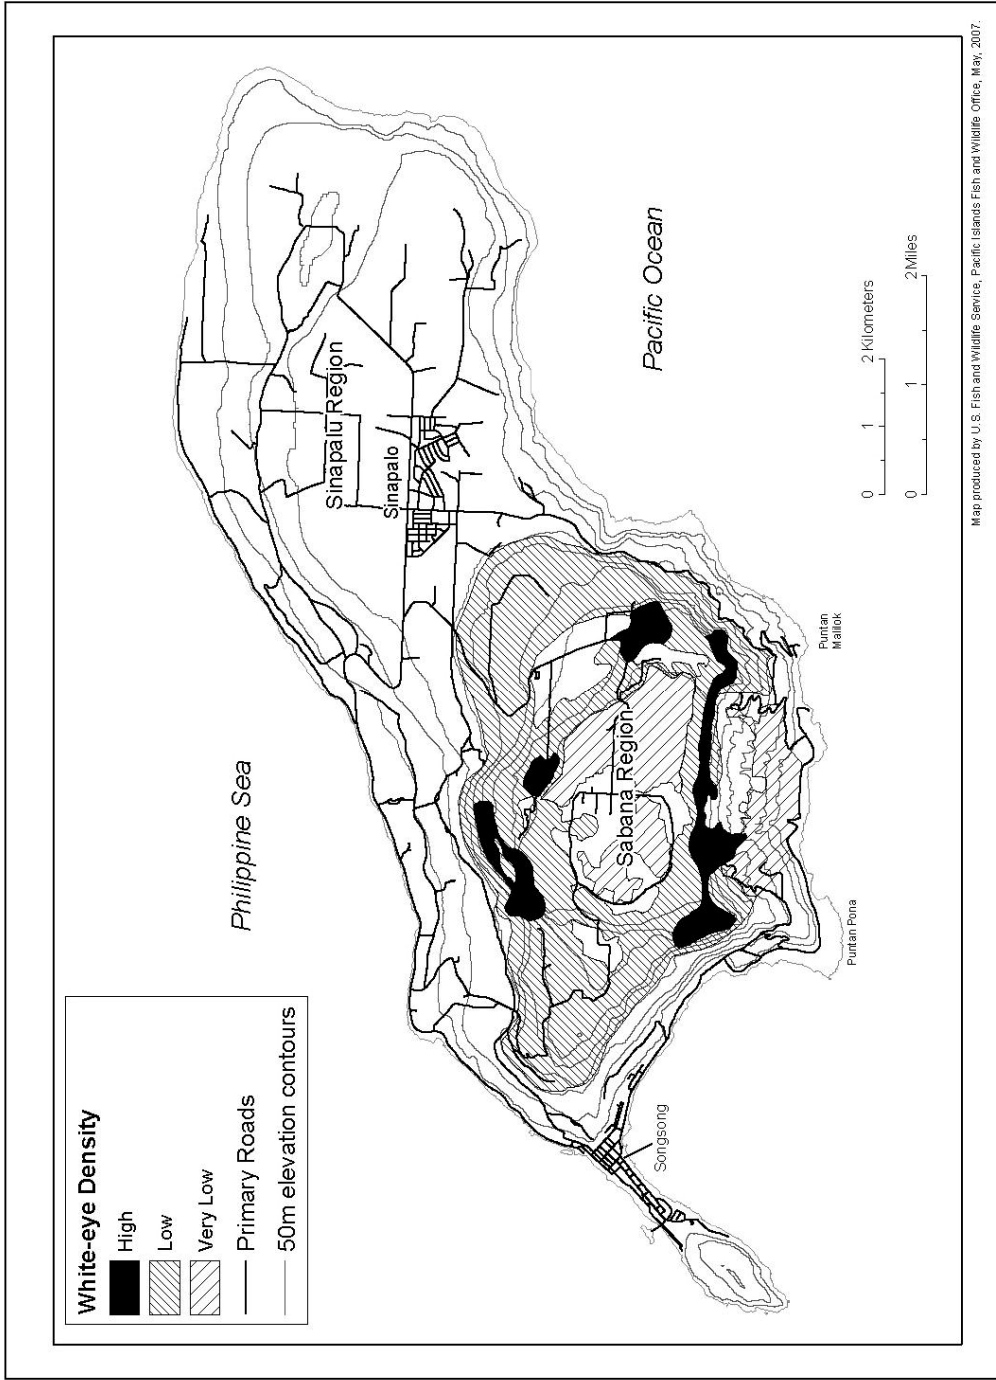 White-eye Density
High
Low
Very Low
Primary Roads
50m elevation contours
Philippine Sea
Sinapalu Region
Sinapalo
Pacific Ocean
Sabana Region
Songsong
Puntan Pona
Puntan
Malilok
0 1 2 Kilometers
0 1 2 Miles
Map produced by U.S. Fish and Wildlife Service, Pacific Islands Fish and Wildlife Office, May, 2007.